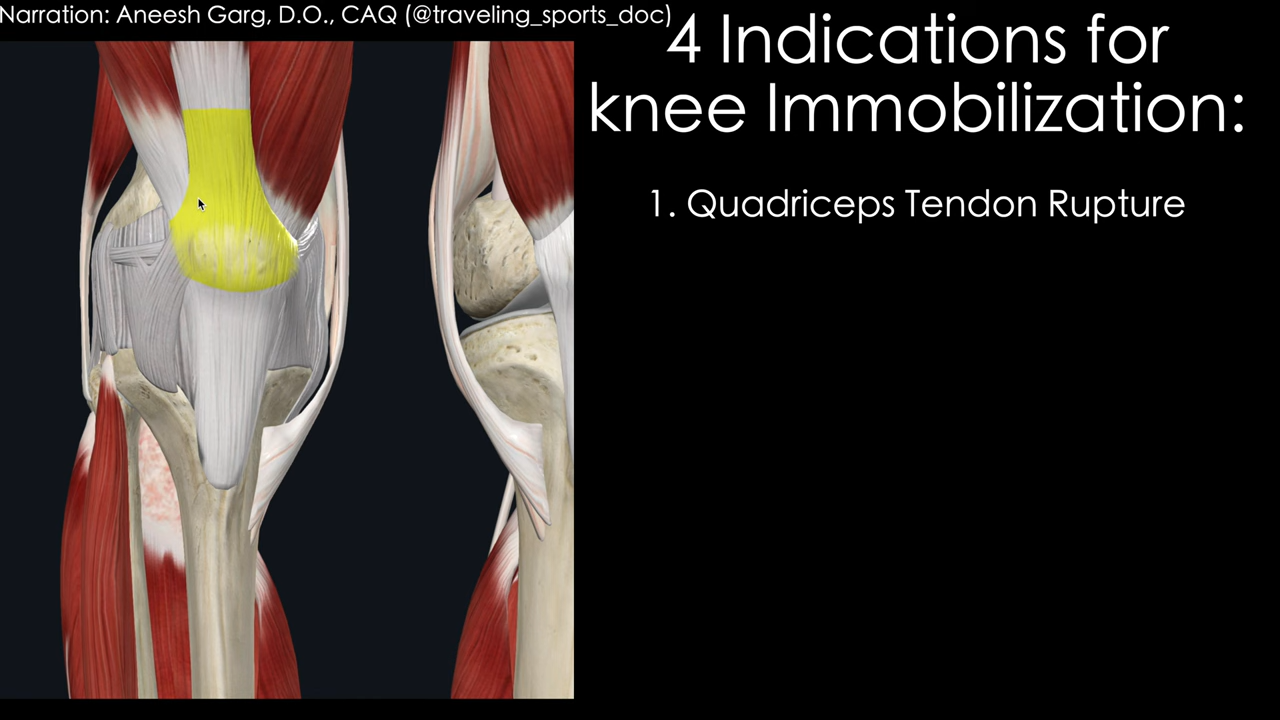 Narration: Aneesh Garg, D.O., CAQ (@traveling_sports_doc)
4 Indications for
knee Immobilization:
1. Quadriceps Tendon Rupture